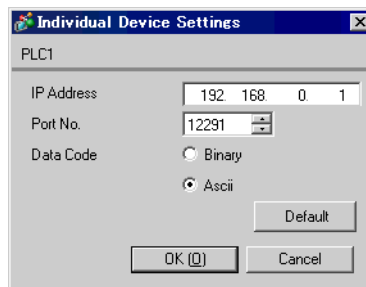 Individual Device Settings
PLC1
IP Address 192. 168. 0. 1
Port No. 12291
Data Code Binary
Ascii
Default
OK (O) Cancel